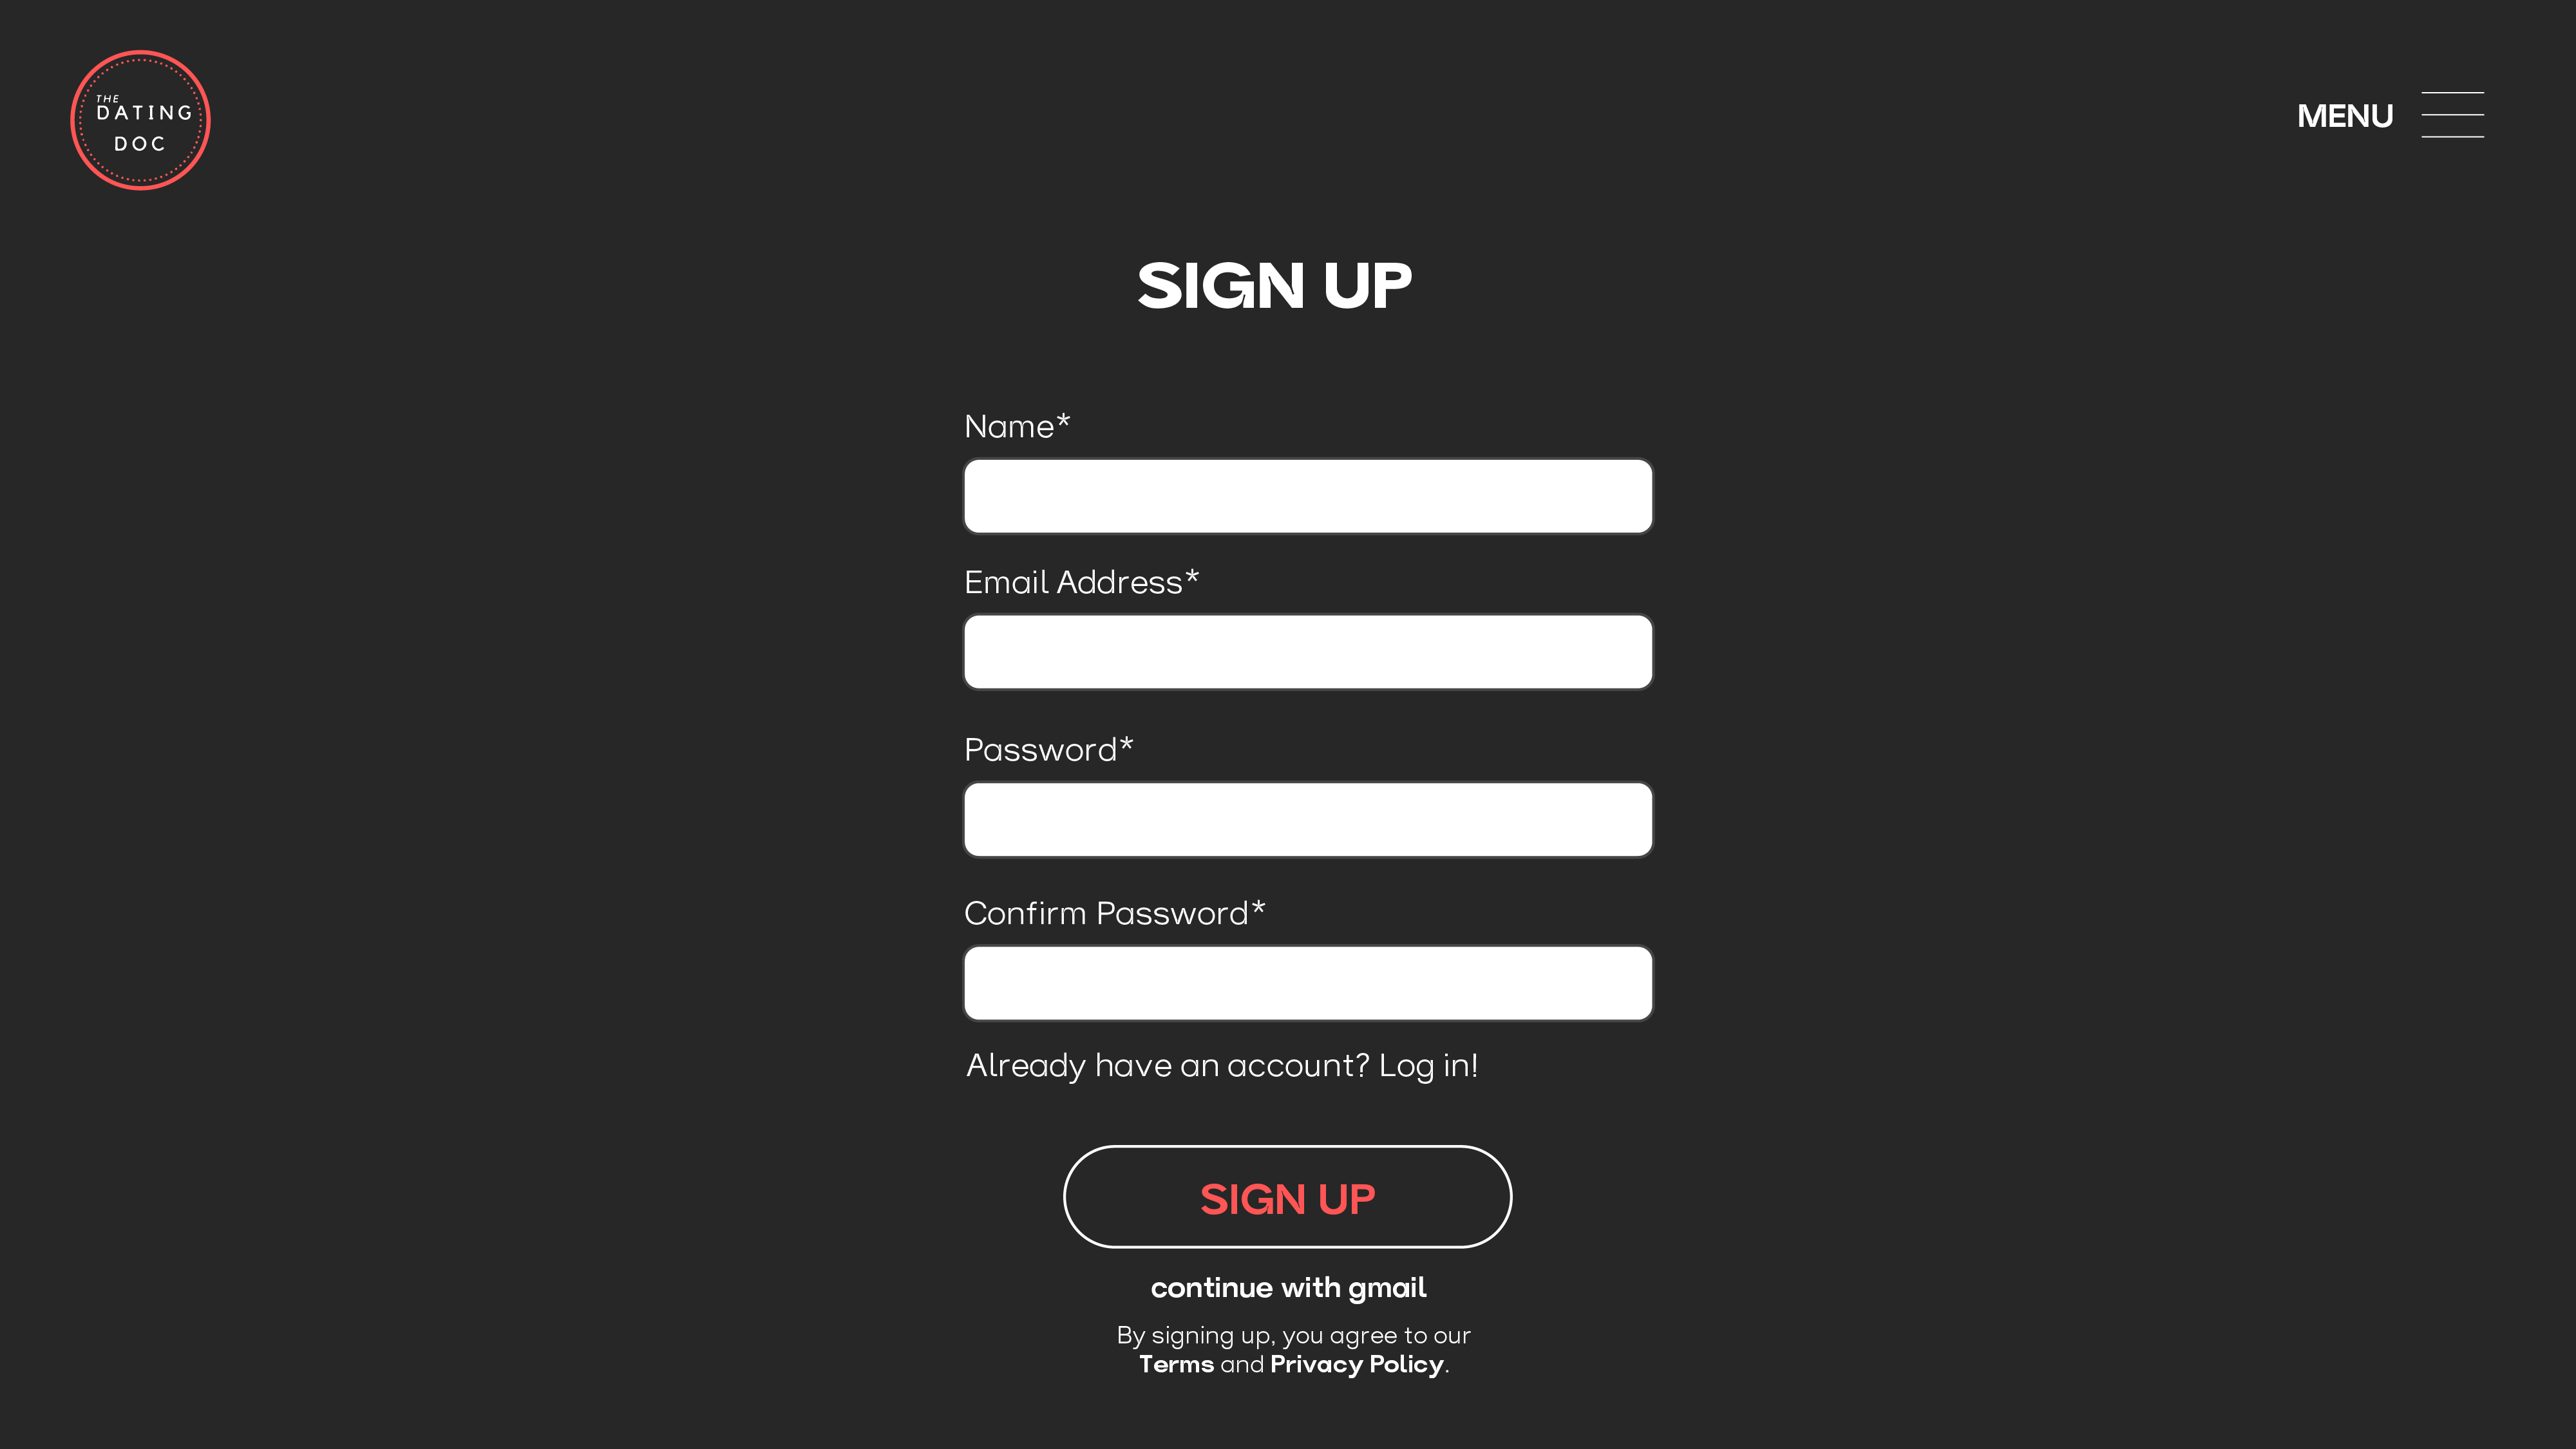 THE
DATING
DOC
MENU
SIGN UP
Name*
Email Address*
Password*
Confirm Password*
Already have an account? Log in!
SIGN UP
continue with gmail
By signing up, you agree to our
Terms and Privacy Policy.